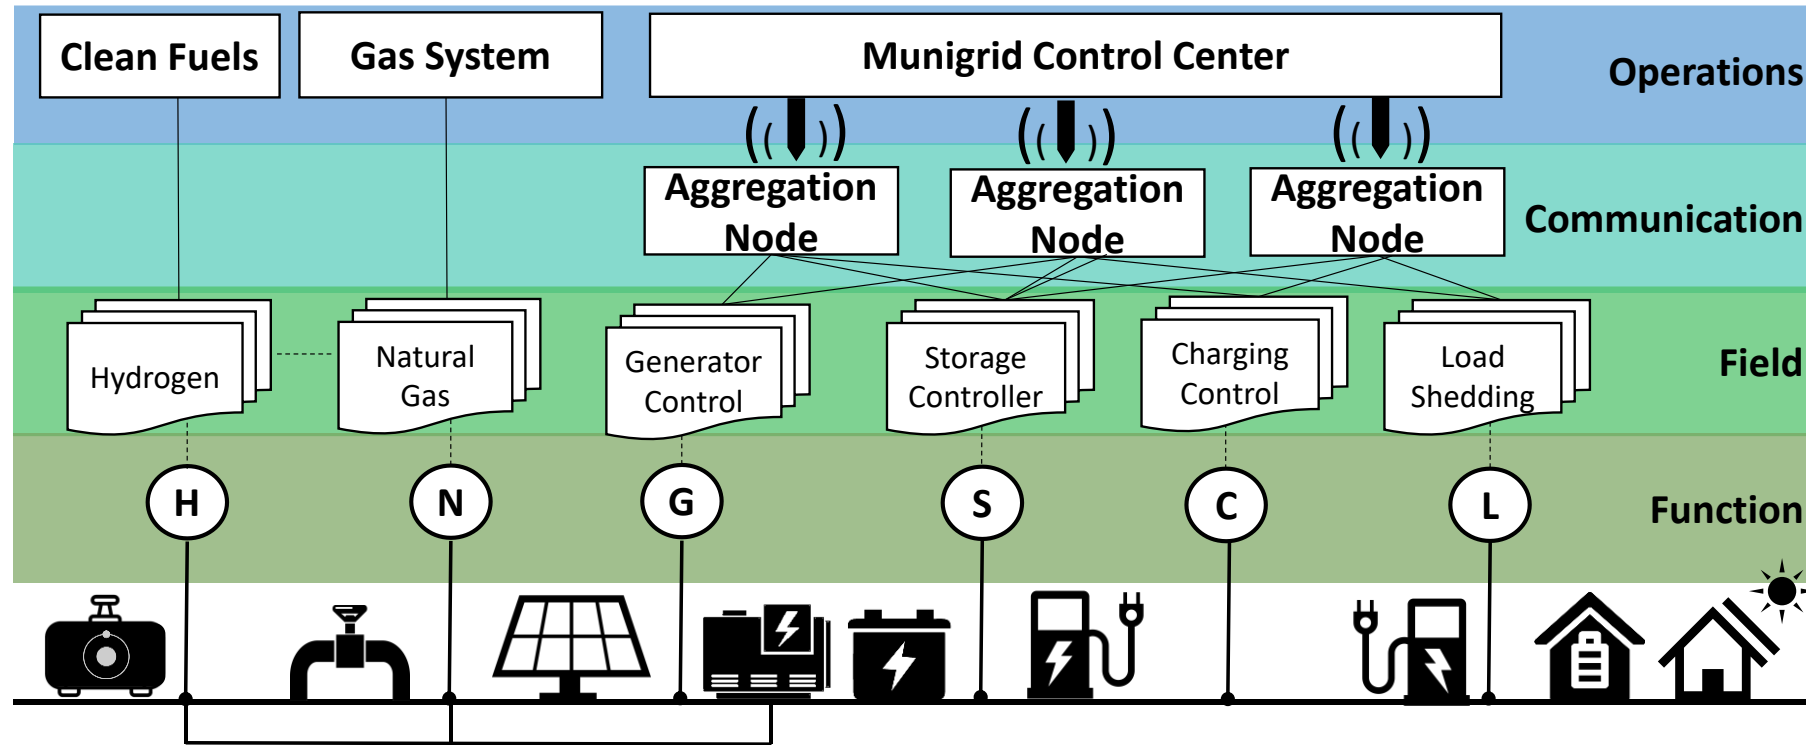 Clean Fuels
Gas System
Munigrid Control Center
Operations
Aggregation
Node
Aggregation
Node
Aggregation
Node
Communication
Hydrogen
Natural
Gas
Generator
Control
Storage
Controller
Charging
Control
Load
Shedding
Field
H
N
G
S
C
L
Function